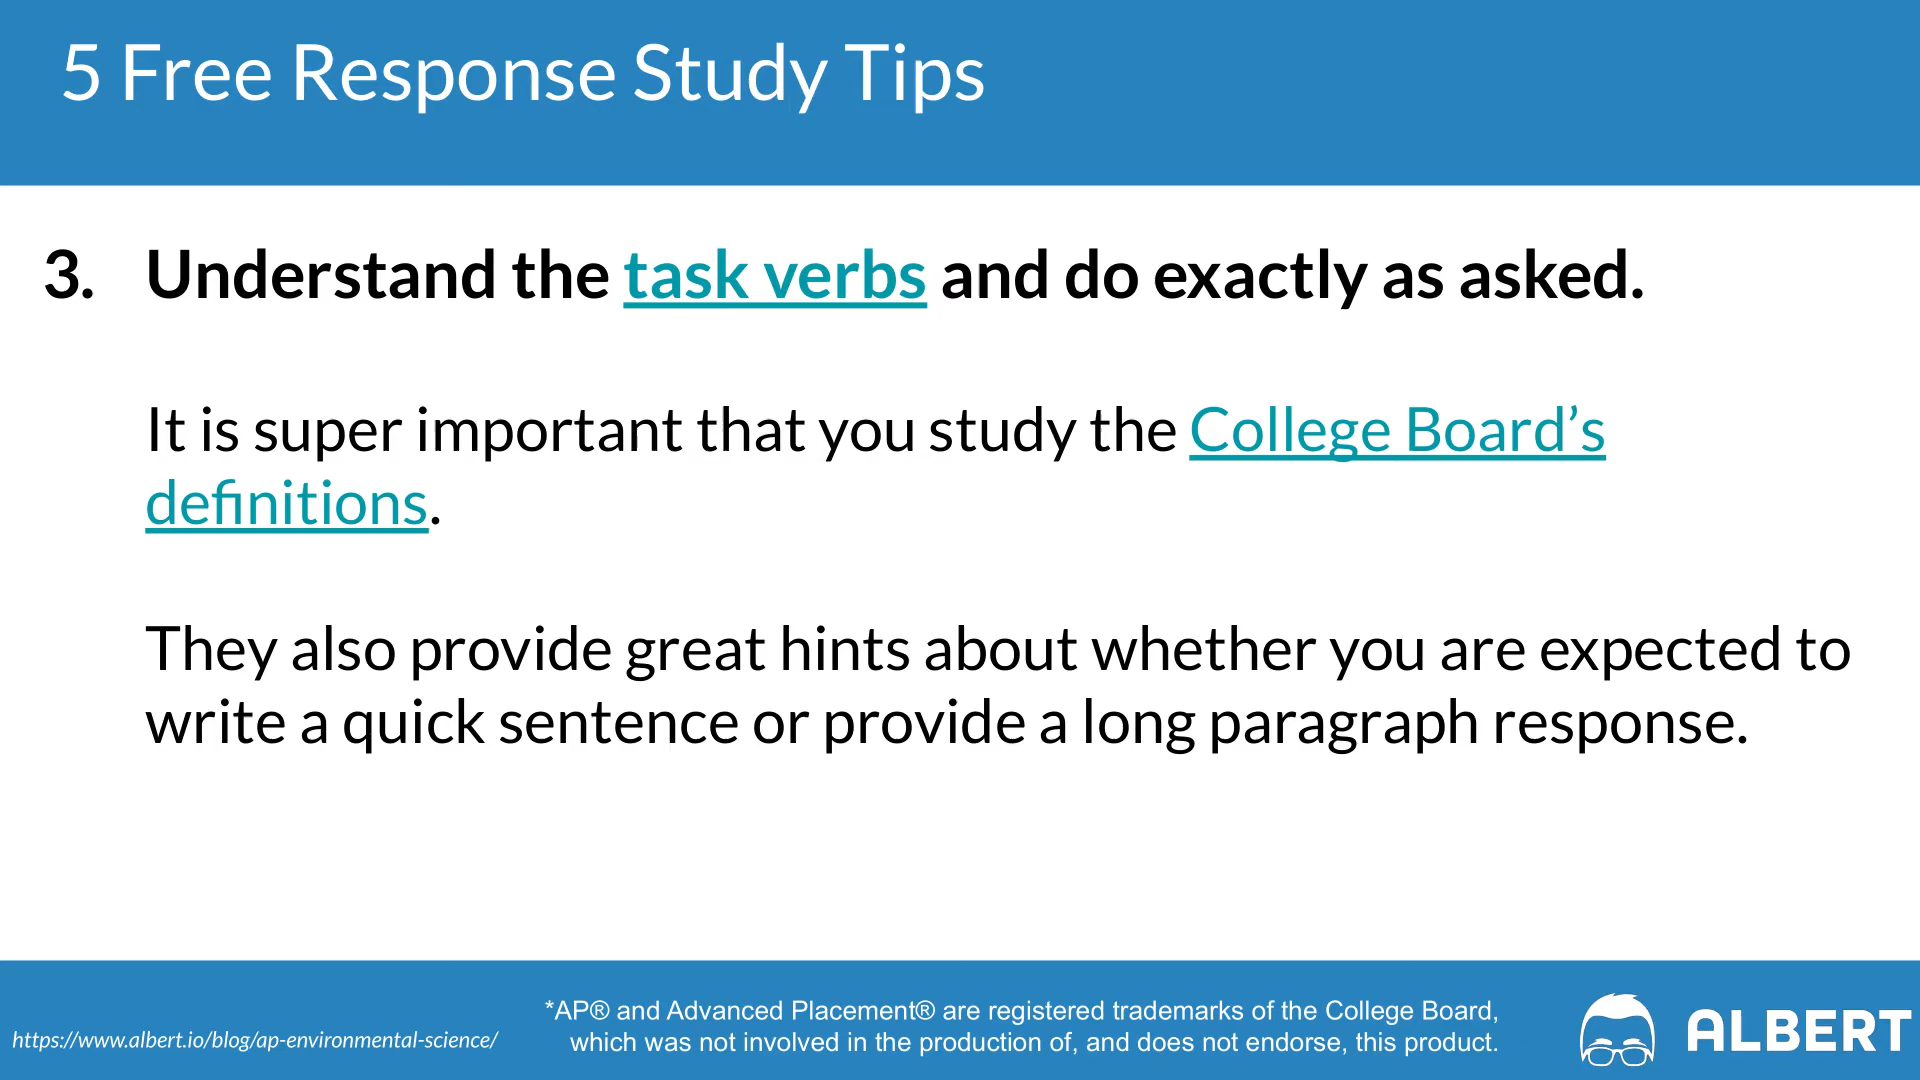 5 Free Response Study Tips
3. Understand the task verbs and do exactly as asked.
It is super important that you study the College Board’s
definitions.
They also provide great hints about whether you are expected to
write a quick sentence or provide a long paragraph response.
https://www.albert.io/blog/ap-environmental-science/
*AP® and Advanced Placement® are registered trademarks of the College Board,
which was not involved in the production of, and does not endorse, this product.
ALBERT